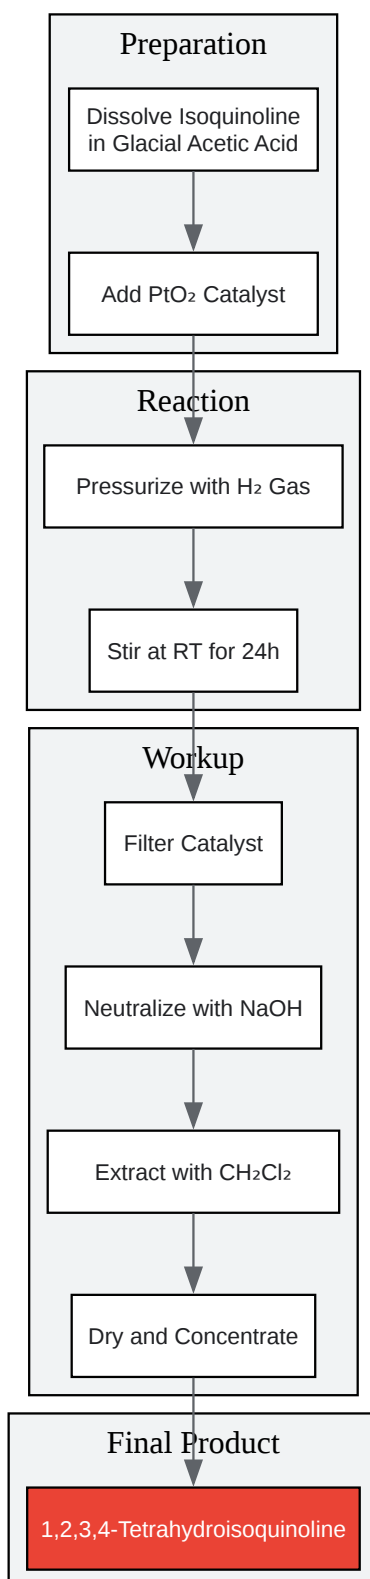 Preparation
Dissolve Isoquinoline
in Glacial Acetic Acid
Add PtO₂ Catalyst
Reaction
Pressurize with H₂ Gas
Stir at RT for 24h
Workup
Filter Catalyst
Neutralize with NaOH
Extract with CH₂Cl₂
Dry and Concentrate
Final Product
1,2,3,4-Tetrahydroisoquinoline